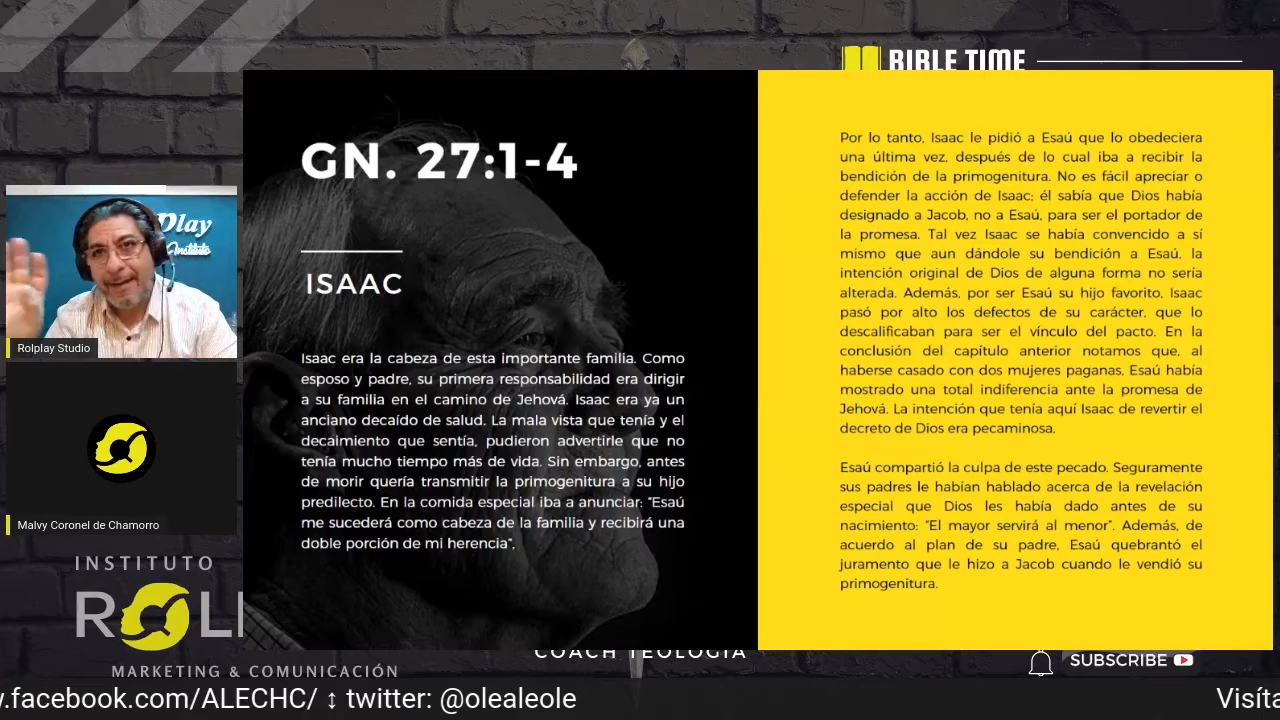 BIBLE TIME
GN. 27:1-4
ISAAC
Isaac era la cabeza de esta importante familia. Como
esposo y padre, su primera responsabilidad era dirigir
a su familia en el camino de Jehová. Isaac era ya un
anciano decaído de salud. La mala vista que tenía y el
decaimiento que sentía, pudieron advertirle que no
tenía mucho tiempo más de vida. Sin embargo, antes
de morir quería transmitir la primogenitura a su hijo
predilecto. En la comida especial iba a anunciar: “Esaú
me sucederá como cabeza de la familia y recibirá una
doble porción de mi herencia”,
Por lo tanto, Isaac le pidió a Esaú que lo obedeciera
una última vez, después de lo cual iba a recibir la
bendición de la primogenitura. No es fácil apreciar o
defender la acción de Isaac; él sabía que Dios había
designado a Jacob, no a Esaú, para ser el portador de
la promesa. Tal vez Isaac se había convencido a sí
mismo que aun dándole su bendición a Esaú, la
intención original de Dios de alguna forma no sería
alterada. Además, por ser Esaú su hijo favorito, Isaac
pasó por alto los defectos de su carácter, que lo
descalificaban para ser el vínculo del pacto. En la
conclusión del capítulo anterior notamos que, al
haberse casado con dos mujeres paganas, Esaú había
mostrado una total indiferencia ante la promesa de
Jehová. La intención que tenía aquí Isaac de revertir el
decreto de Dios era pecaminosa.
Esaú compartió la culpa de este pecado. Seguramente
sus padres le habían hablado acerca de la revelación
especial que Dios les había dado antes de su
nacimiento: “El mayor servirá al menor”. Además, de
acuerdo al plan de su padre, Esaú quebrantó el
juramento que le hizo a Jacob cuando le vendió su
primogenitura.
Play
Instituto
Rolplay Studio
Malvy Coronel de Chamorro
INSTITUTO
ROL
MARKETING & COMUNICACIÓN
COACH TEOLOGIA
SUBSCRIBE
w.facebook.com/ALECHC/ ↕ twitter: @olealeole
Visíta